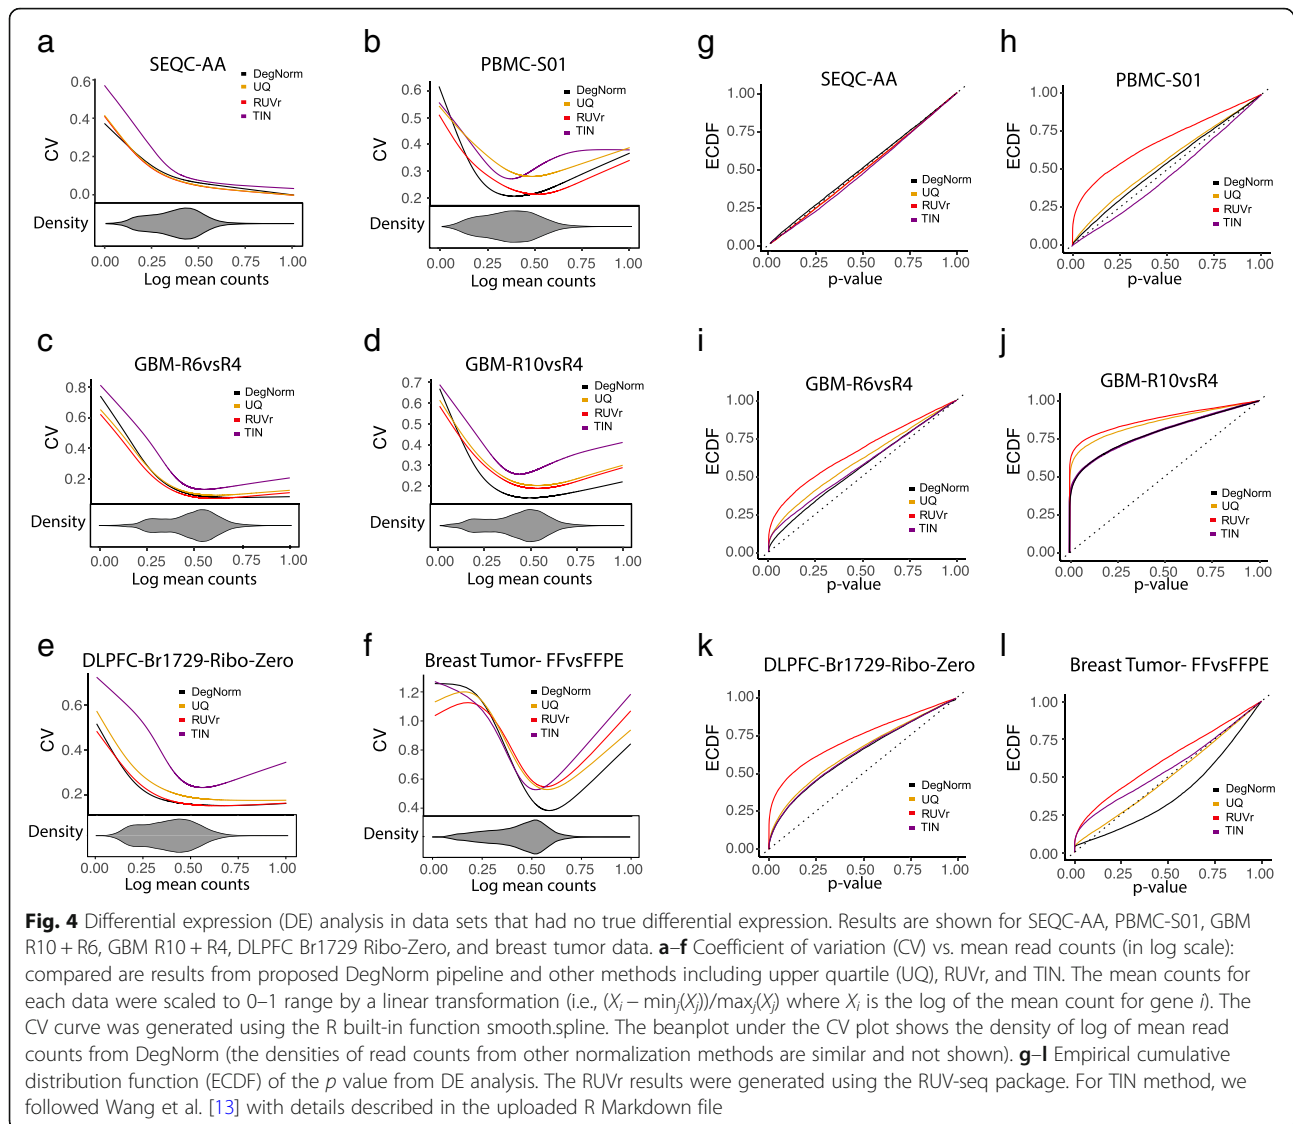 a
SEQC-AA
DegNorm
UQ
RUVr
TIN
0.6
0.4
0.2
0.0
CV
Density
0.00 0.25 0.50 0.75 1.00
Log mean counts
b
PBMC-S01
DegNorm
UQ
RUVr
TIN
0.6
0.5
0.4
0.3
0.2
CV
Density
0.00 0.25 0.50 0.75 1.00
Log mean counts
g
SEQC-AA
1.00
0.75
0.50
0.25
0.00
ECDF
DegNorm
UQ
RUVr
TIN
0.00 0.25 0.50 0.75 1.00
p-value
h
PBMC-S01
1.00
0.75
0.50
0.25
0.00
ECDF
DegNorm
UQ
RUVr
TIN
0.00 0.25 0.50 0.75 1.00
p-value
c
GBM-R6vsR4
DegNorm
UQ
RUVr
TIN
0.8
0.6
0.4
0.2
CV
Density
0.00 0.25 0.50 0.75 1.00
Log mean counts
d
GBM-R10vsR4
DegNorm
UQ
RUVr
TIN
0.7
0.6
0.5
0.4
0.3
0.2
CV
Density
0.00 0.25 0.50 0.75 1.00
Log mean counts
i
GBM-R6vsR4
1.00
0.75
0.50
0.25
0.00
ECDF
DegNorm
UQ
RUVr
TIN
0.00 0.25 0.50 0.75 1.00
p-value
j
GBM-R10vsR4
1.00
0.75
0.50
0.25
0.00
ECDF
DegNorm
UQ
RUVr
TIN
0.00 0.25 0.50 0.75 1.00
p-value
e
DLPFC-Br1729-Ribo-Zero
DegNorm
UQ
RUVr
TIN
0.6
0.4
0.2
CV
Density
0.00 0.25 0.50 0.75 1.00
Log mean counts
f
Breast Tumor- FFvsFFPE
DegNorm
UQ
RUVr
TIN
1.2
1.0
0.8
0.6
0.4
CV
Density
0.00 0.25 0.50 0.75 1.00
Log mean counts
k
DLPFC-Br1729-Ribo-Zero
1.00
0.75
0.50
0.25
0.00
ECDF
DegNorm
UQ
RUVr
TIN
0.00 0.25 0.50 0.75 1.00
p-value
l
Breast Tumor- FFvsFFPE
1.00
0.75
0.50
0.25
0.00
ECDF
DegNorm
UQ
RUVr
TIN
0.00 0.25 0.50 0.75 1.00
p-value
Fig. 4 Differential expression (DE) analysis in data sets that had no true differential expression. Results are shown for SEQC-AA, PBMC-S01, GBM
R10 + R6, GBM R10 + R4, DLPFC Br1729 Ribo-Zero, and breast tumor data. a–f Coefficient of variation (CV) vs. mean read counts (in log scale):
compared are results from proposed DegNorm pipeline and other methods including upper quartile (UQ), RUVr, and TIN. The mean counts for
each data were scaled to 0–1 range by a linear transformation (i.e., (Xi − minj(Xj))/maxj(Xj) where Xi is the log of the mean count for gene i). The
CV curve was generated using the R built-in function smooth.spline. The beanplot under the CV plot shows the density of log of mean read
counts from DegNorm (the densities of read counts from other normalization methods are similar and not shown). g–l Empirical cumulative
distribution function (ECDF) of the p value from DE analysis. The RUVr results were generated using the RUV-seq package. For TIN method, we
followed Wang et al. [13] with details described in the uploaded R Markdown file